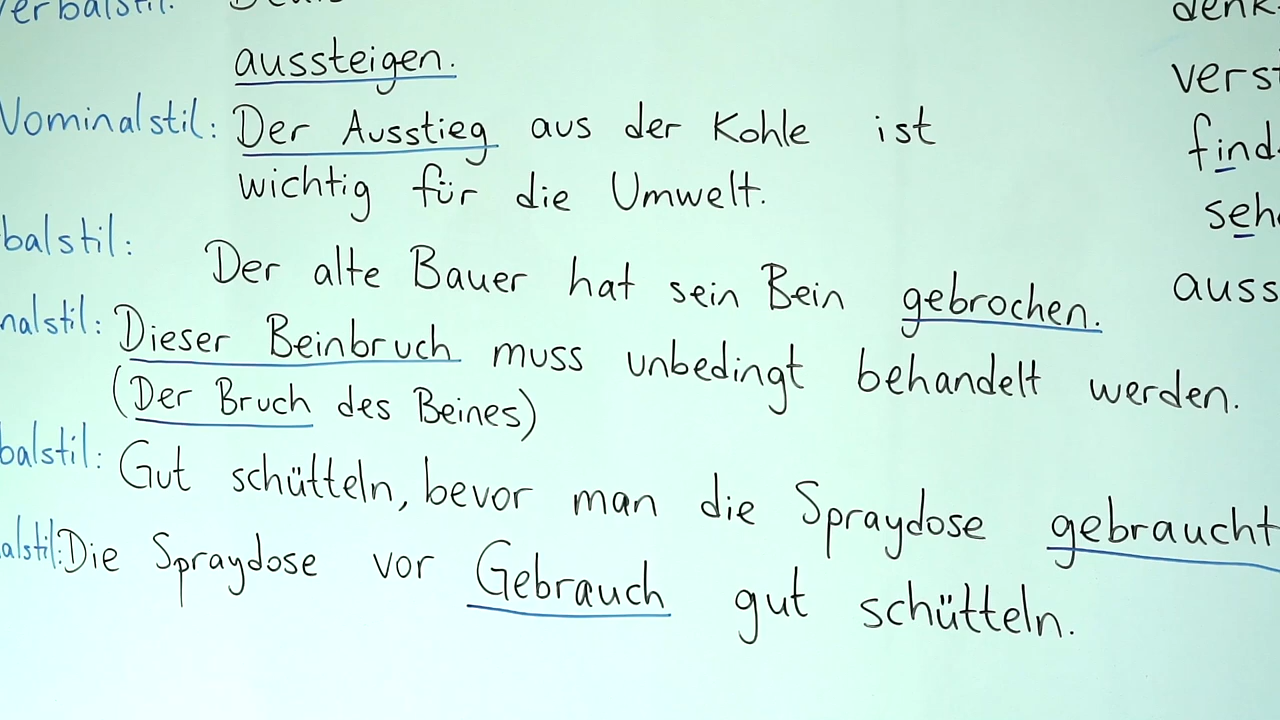 erbalstil:
denk
aussteigen.
verst
Nominalstil: Der Ausstieg aus der Kohle ist
find
wichtig für die Umwelt.
seh
balstil: Der alte Bauer hat sein Bein gebrochen.
auss
nalstil: Dieser Beinbruch muss unbedingt behandelt werden.
(Der Bruch des Beines)
balstil: Gut schütteln, bevor man die Spraydose gebraucht
alstil: Die Spraydose vor Gebrauch gut schütteln.